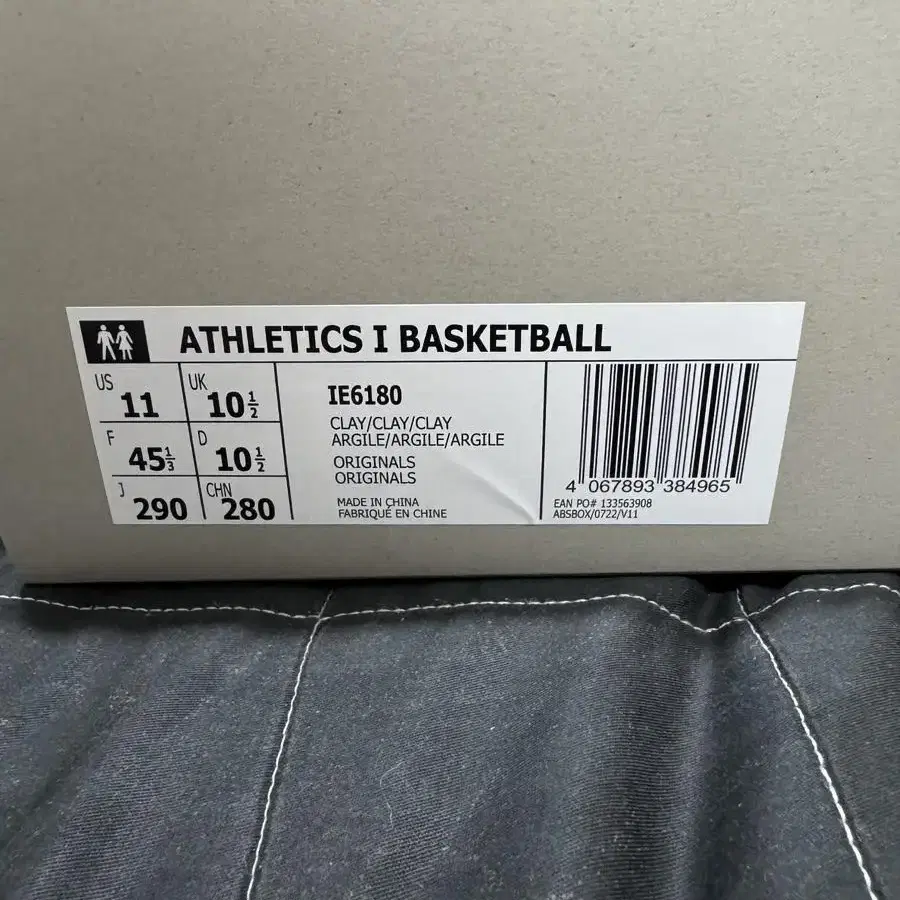 ATHLETICS I BASKETBALL
US 11 UK 10 1/2
F 45 1/3 D 10 1/2
J 290 CHN 280
IE6180
CLAY/CLAY/CLAY
ARGILE/ARGILE/ARGILE
ORIGINALS
ORIGINALS
MADE IN CHINA
FABRIQUÉ EN CHINE
4 067893 384965
EAN PO# 133563908
ABSBOX/0722/V11